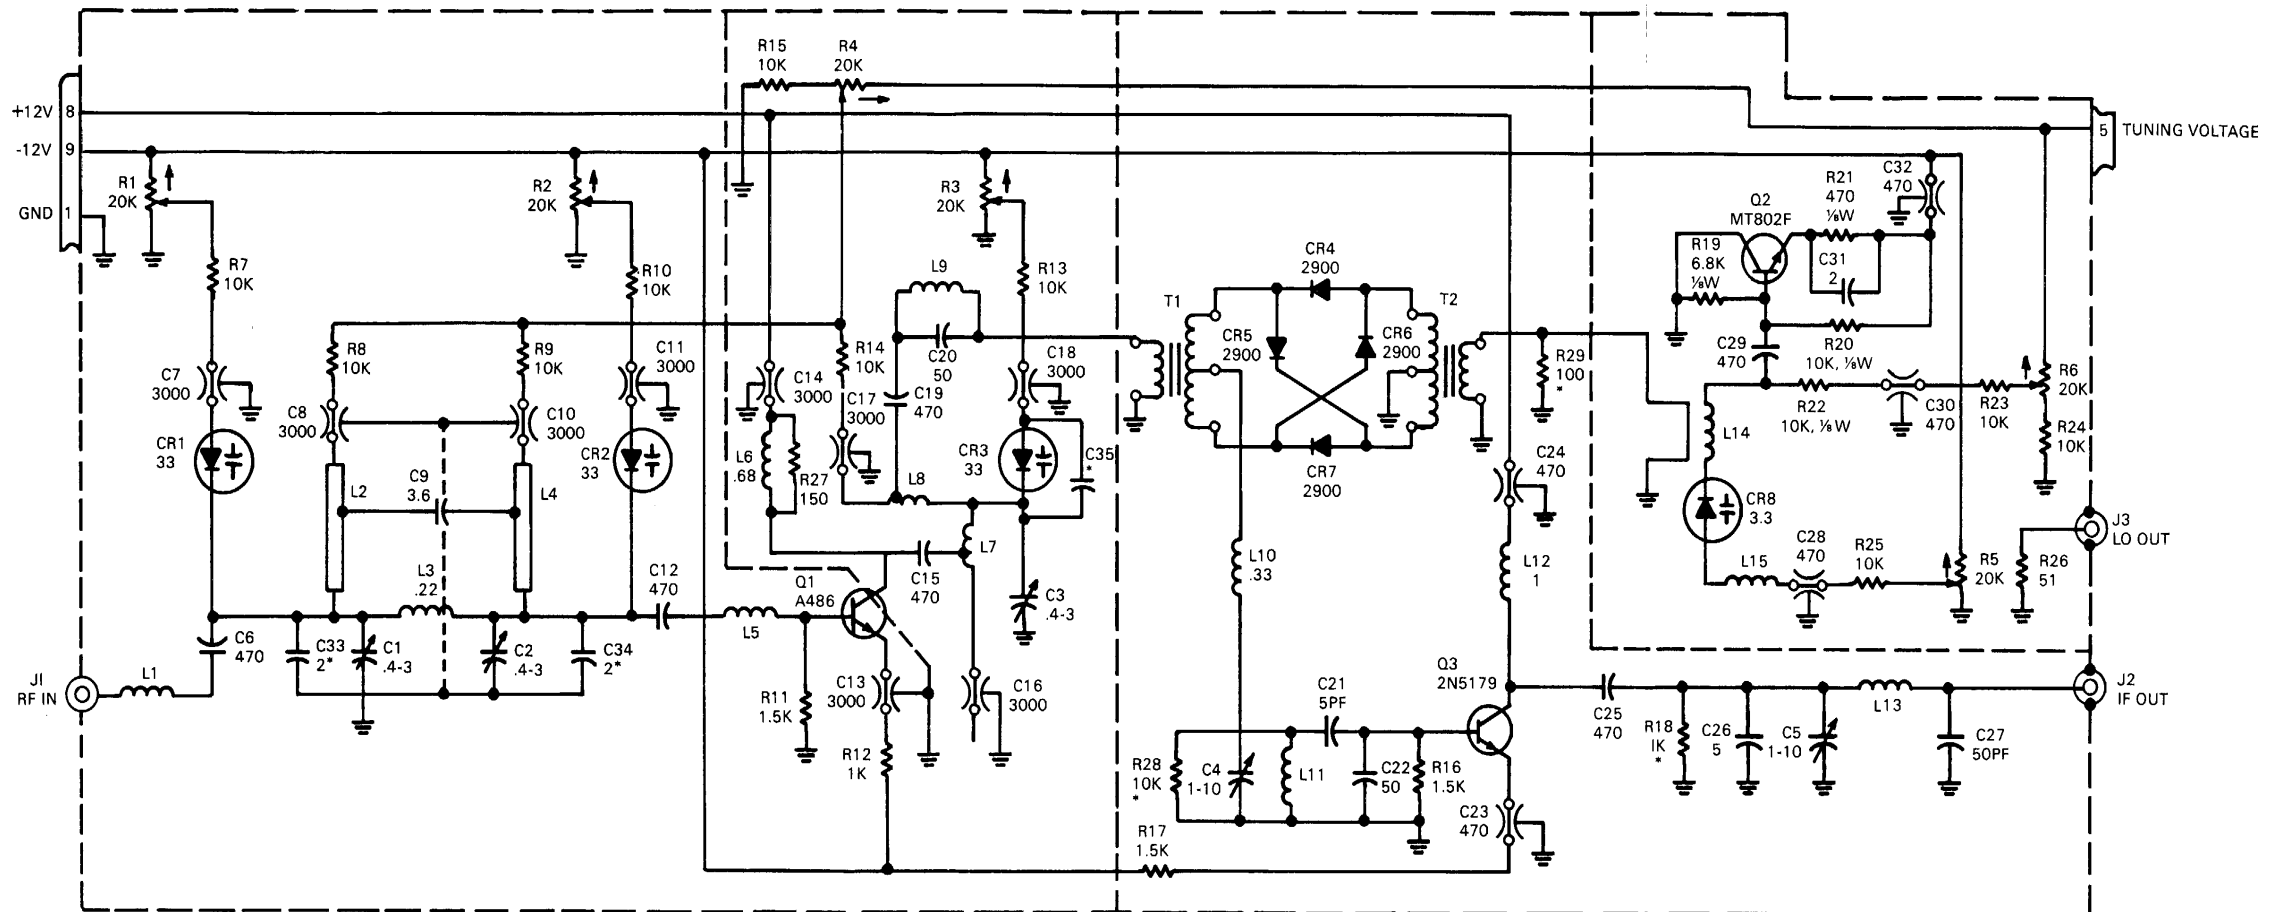 R15
10K
R4
20K
+12V
8
-12V
9
GND
1
5
TUNING VOLTAGE
R1
20K
R2
20K
R3
20K
C32
470
R21
470
⅛W
Q2
MT802F
R19
6.8K
⅛W
C31
2
R7
10K
R10
10K
L9
R13
10K
CR4
2900
T1
T2
R8
10K
R9
10K
C11
3000
R14
10K
C20
50
C18
3000
CR5
2900
CR6
2900
R29
100
*
C29
470
R20
10K, ⅛W
R6
20K
C7
3000
C8
3000
C10
3000
C14
3000
C17
3000
C19
470
R22
10K, ⅛W
C30
470
R23
10K
R24
10K
CR1
33
CR2
33
L6
.68
R27
150
L8
CR3
33
C35
*
CR7
2900
C24
470
L14
L2
C9
3.6
L4
CR8
3.3
J3
LO OUT
L7
L10
.33
L12
1
L15
C28
470
R25
10K
R5
20K
R26
51
L3
.22
C12
470
Q1
A486
C15
470
C3
.4-3
L5
C6
470
C33
2*
C1
.4-3
C2
.4-3
C34
2*
J1
RF IN
L1
R11
1.5K
C13
3000
C16
3000
Q3
2N5179
J2
IF OUT
C21
5PF
C25
470
R18
1K
*
C26
5
C5
1-10
L13
C27
50PF
R12
1K
R28
10K
*
C4
1-10
L11
C22
50
R16
1.5K
C23
470
R17
1.5K